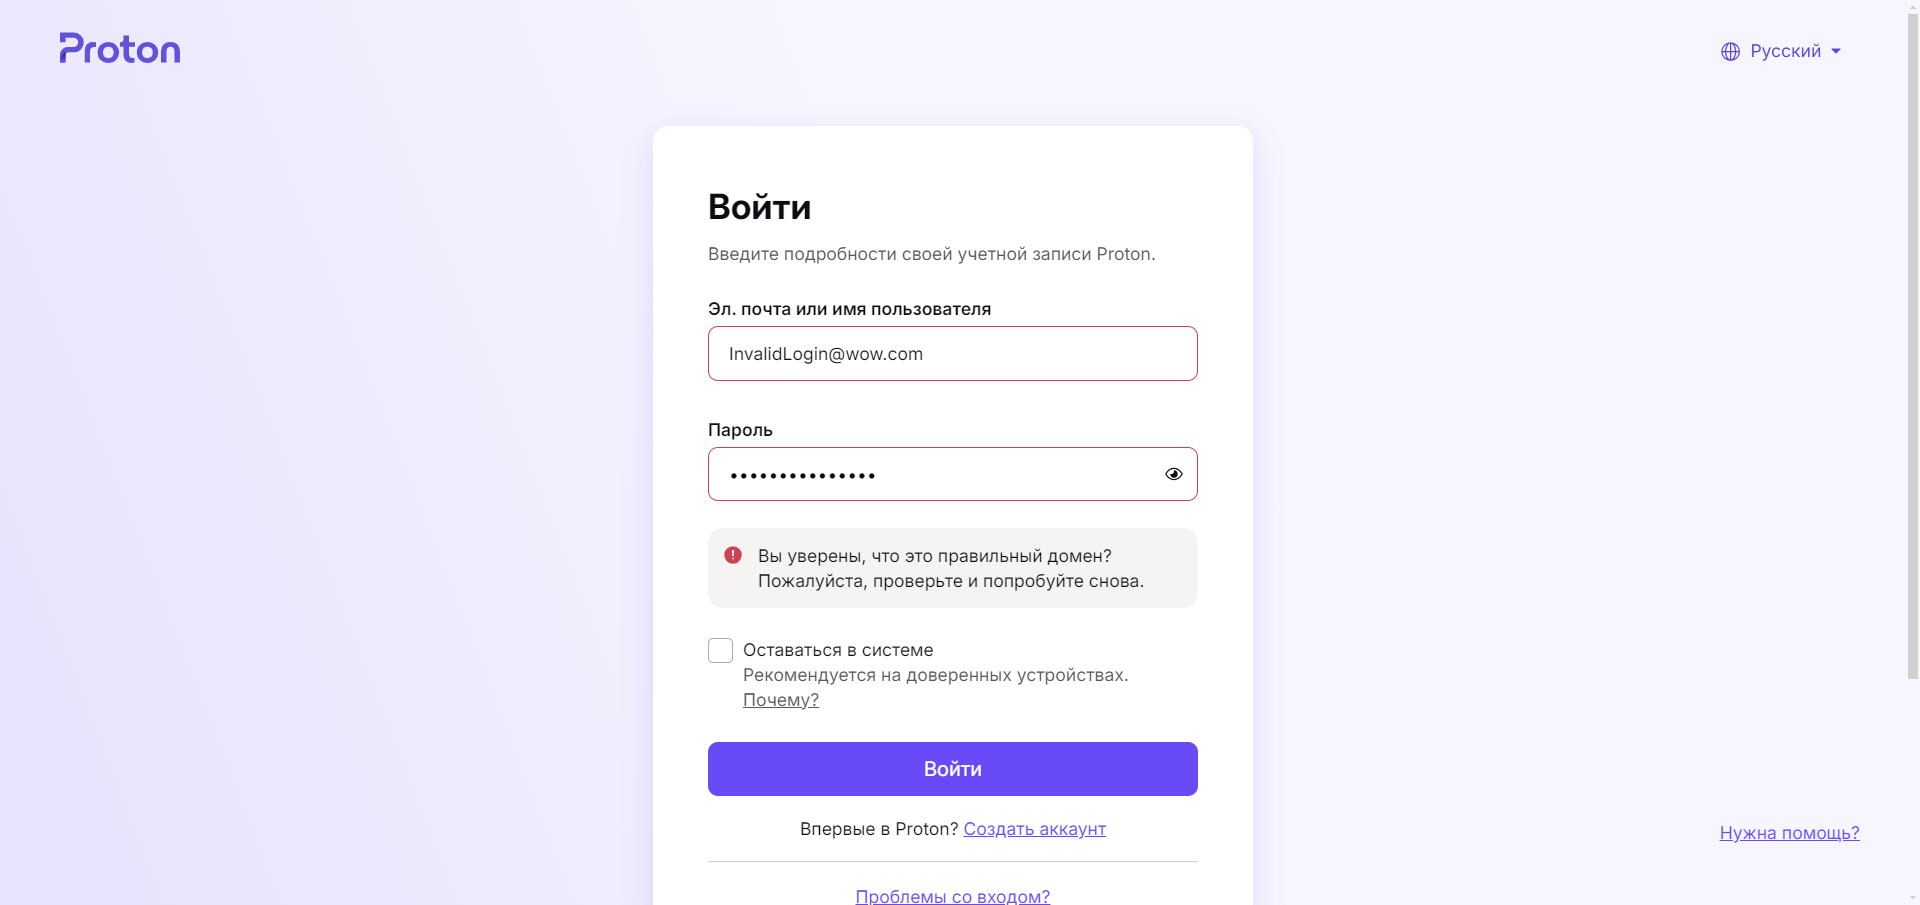 Proton
Русский
Войти
Введите подробности своей учетной записи Proton.
Эл. почта или имя пользователя
InvalidLogin@wow.com
Пароль
•••••••••••••••
Вы уверены, что это правильный домен?
Пожалуйста, проверьте и попробуйте снова.
Оставаться в системе
Рекомендуется на доверенных устройствах.
Почему?
Войти
Впервые в Proton? Создать аккаунт
Нужна помощь?
Проблемы со входом?